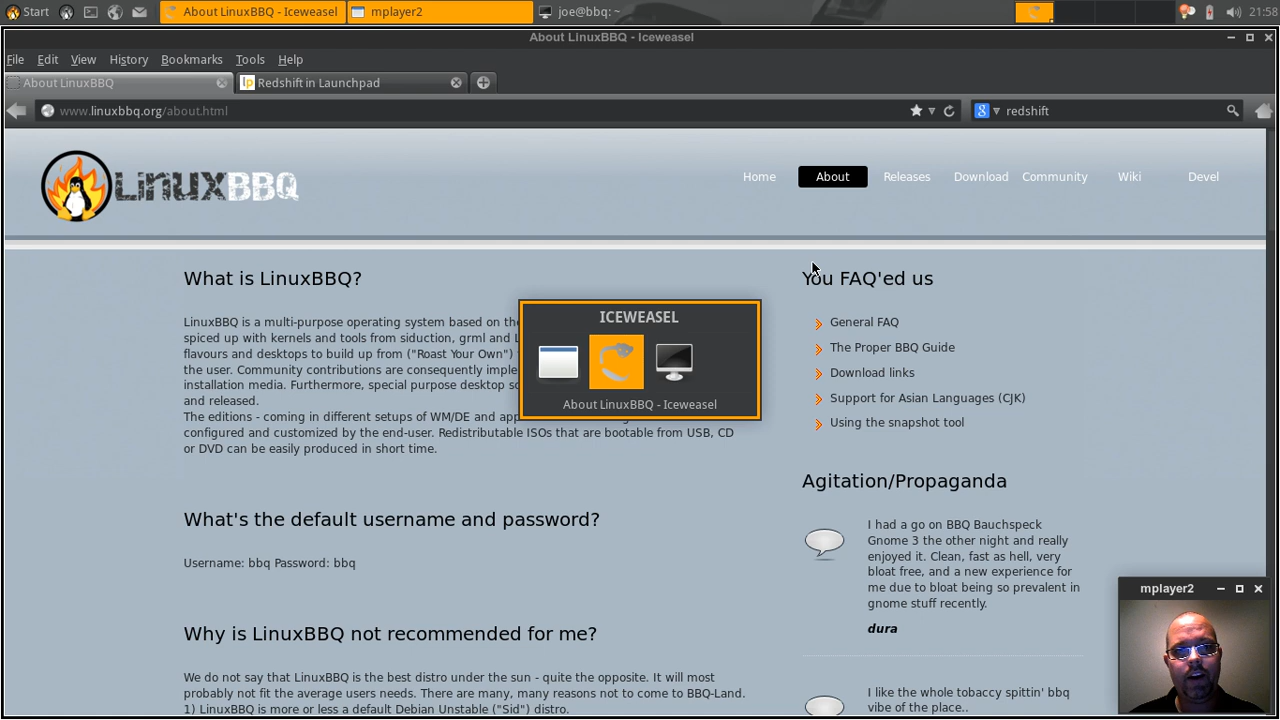 Start
About LinuxBBQ - Iceweasel
mplayer2
joe@bbq: ~
21:58
About LinuxBBQ - Iceweasel
File Edit View History Bookmarks Tools Help
About LinuxBBQ
lp Redshift in Launchpad
www.linuxbbq.org/about.html
g redshift
LinuxBBQ
Home About Releases Download Community Wiki Devel
What is LinuxBBQ?
LinuxBBQ is a multi-purpose operating system based on the
spiced up with kernels and tools from siduction, grml and
flavours and desktops to build up from ("Roast Your Own")
the user. Community contributions are consequently
installation media. Furthermore, special purpose desktop
and released.
The editions - coming in different setups of WM/DE and
configured and customized by the end-user. Redistributable ISOs that are bootable from USB, CD
or DVD can be easily produced in short time.
ICEWEASEL
About LinuxBBQ - Iceweasel
What's the default username and password?
Username: bbq Password: bbq
Why is LinuxBBQ not recommended for me?
We do not say that LinuxBBQ is the best distro under the sun - quite the opposite. It will most
probably not fit the average users needs. There are many, many reasons not to come to BBQ-Land.
1) LinuxBBQ is more or less a default Debian Unstable ("Sid") distro.
You FAQ'ed us
General FAQ
The Proper BBQ Guide
Download links
Support for Asian Languages (CJK)
Using the snapshot tool
Agitation/Propaganda
I had a go on BBQ Bauchspeck
Gnome 3 the other night and really
enjoyed it. Clean, fast as hell, very
bloat free, and a new experience for
me due to bloat being so prevalent in
gnome stuff recently.
dura
I like the whole tobaccy spittin' bbq
vibe of the place..
mplayer2